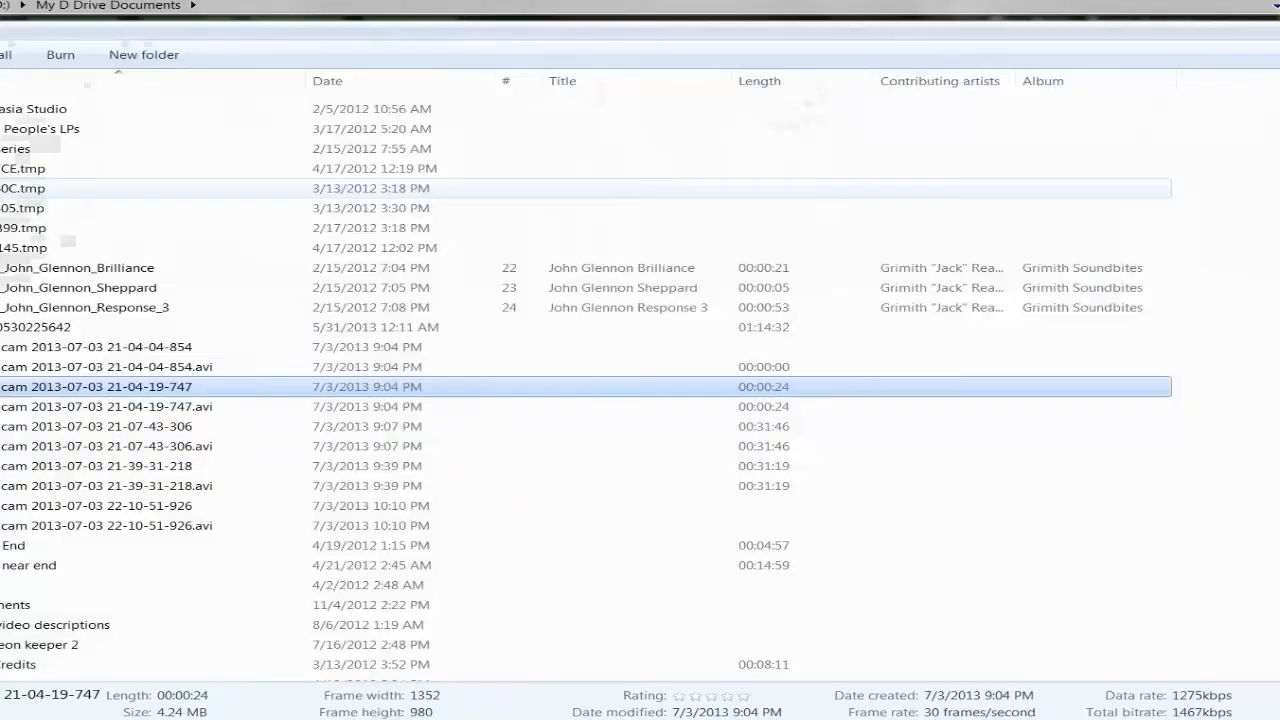 :) ▸ My D Drive Documents ▸
all Burn New folder
Date # Title Length Contributing artists Album
asia Studio 2/5/2012 10:56 AM
People's LPs 3/17/2012 5:20 AM
eries 2/15/2012 7:55 AM
CE.tmp 4/17/2012 12:19 PM
0C.tmp 3/13/2012 3:18 PM
05.tmp 3/13/2012 3:30 PM
399.tmp 2/17/2012 3:18 PM
145.tmp 4/17/2012 12:02 PM
_John_Glennon_Brilliance 2/15/2012 7:04 PM 22 John Glennon Brilliance 00:00:21 Grimith "Jack" Rea... Grimith Soundbites
_John_Glennon_Sheppard 2/15/2012 7:05 PM 23 John Glennon Sheppard 00:00:05 Grimith "Jack" Rea... Grimith Soundbites
_John_Glennon_Response_3 2/15/2012 7:08 PM 24 John Glennon Response 3 00:00:53 Grimith "Jack" Rea... Grimith Soundbites
0530225642 5/31/2013 12:11 AM 01:14:32
cam 2013-07-03 21-04-04-854 7/3/2013 9:04 PM
cam 2013-07-03 21-04-04-854.avi 7/3/2013 9:04 PM 00:00:00
cam 2013-07-03 21-04-19-747 7/3/2013 9:04 PM 00:00:24
cam 2013-07-03 21-04-19-747.avi 7/3/2013 9:04 PM 00:00:24
cam 2013-07-03 21-07-43-306 7/3/2013 9:07 PM 00:31:46
cam 2013-07-03 21-07-43-306.avi 7/3/2013 9:07 PM 00:31:46
cam 2013-07-03 21-39-31-218 7/3/2013 9:39 PM 00:31:19
cam 2013-07-03 21-39-31-218.avi 7/3/2013 9:39 PM 00:31:19
cam 2013-07-03 22-10-51-926 7/3/2013 10:10 PM
cam 2013-07-03 22-10-51-926.avi 7/3/2013 10:10 PM
End 4/19/2012 1:15 PM 00:04:57
near end 4/21/2012 2:45 AM 00:14:59
4/2/2012 2:48 AM
nents 11/4/2012 2:22 PM
video descriptions 8/6/2012 1:19 AM
eon keeper 2 7/16/2012 2:48 PM
redits 3/13/2012 3:52 PM 00:08:11
21-04-19-747 Length: 00:00:24 Frame width: 1352 Rating: ☆☆☆☆☆ Date created: 7/3/2013 9:04 PM Data rate: 1275kbps
Size: 4.24 MB Frame height: 980 Date modified: 7/3/2013 9:04 PM Frame rate: 30 frames/second Total bitrate: 1467kbps